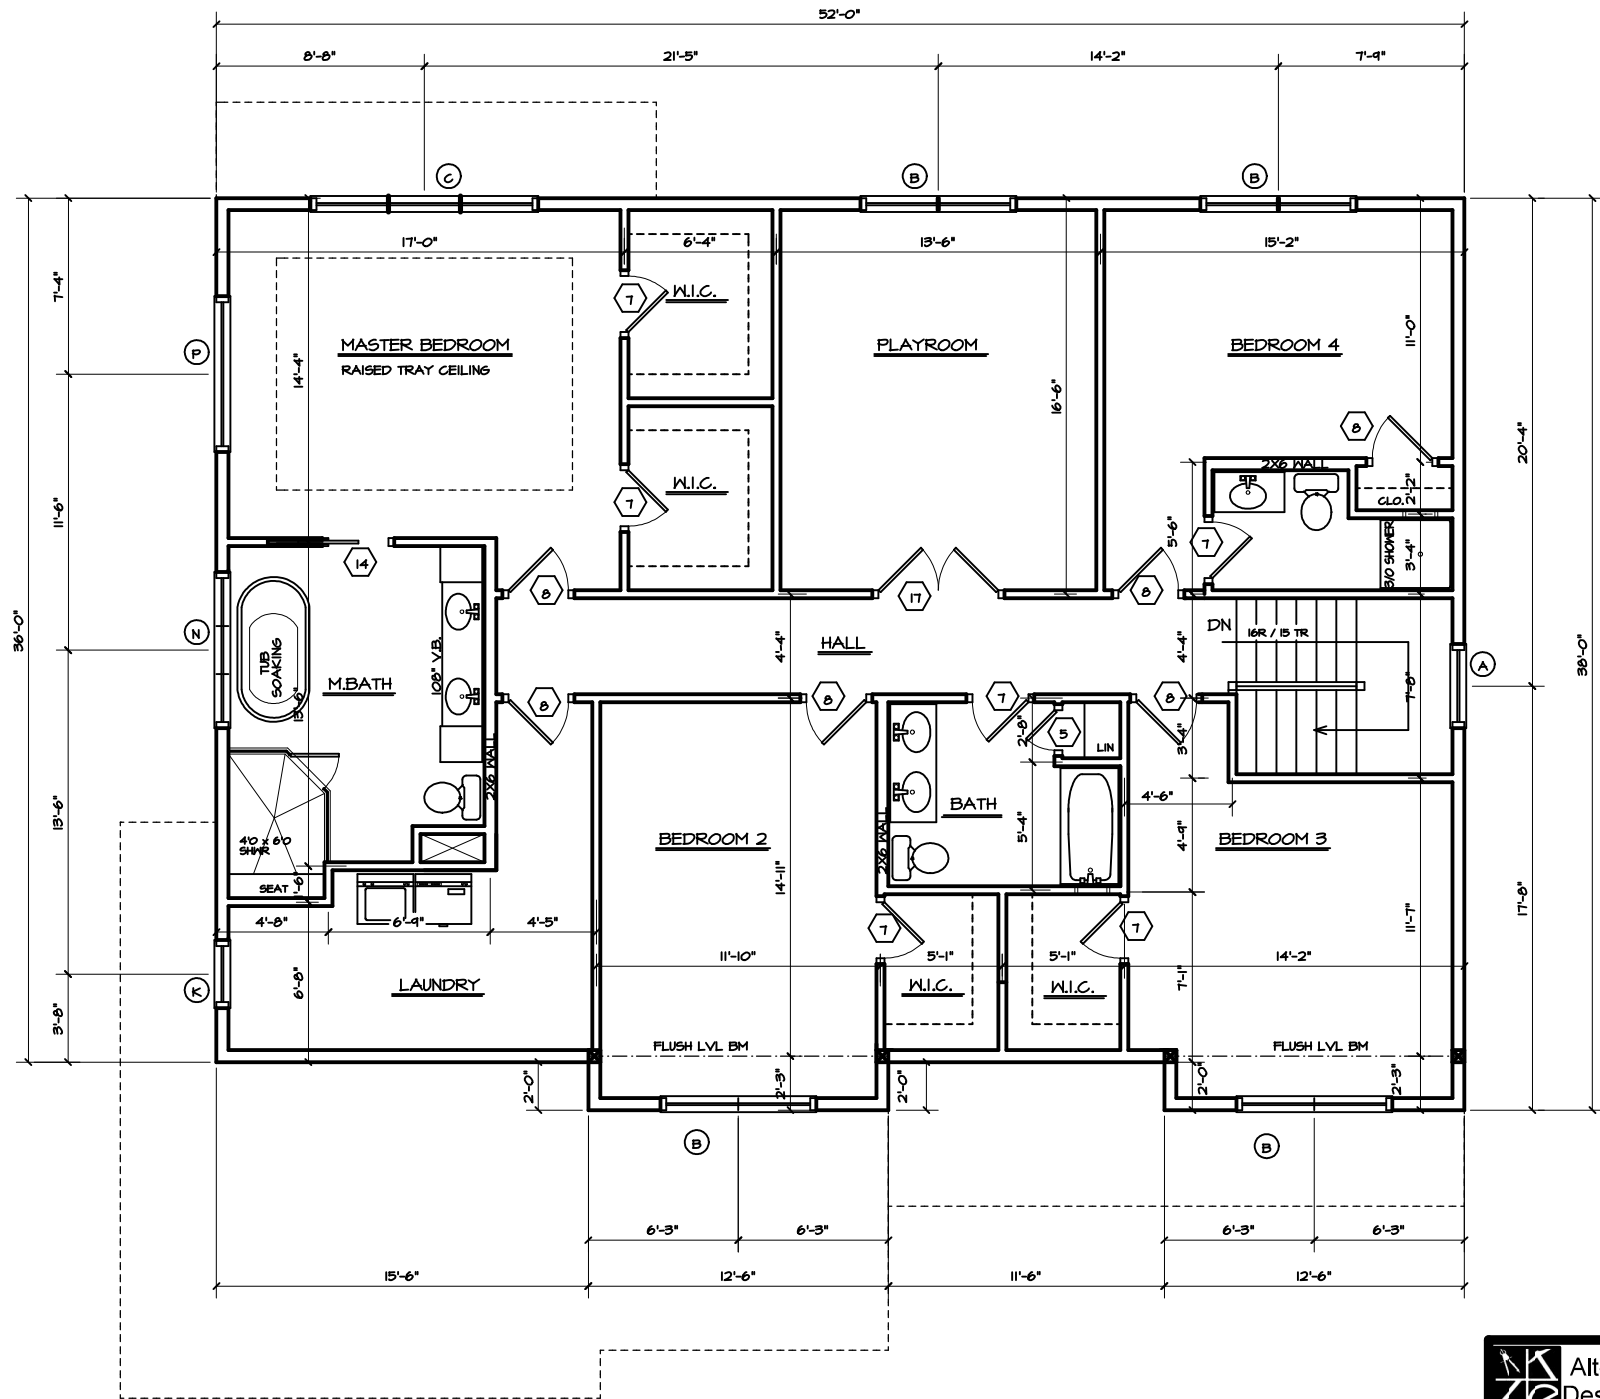 52'-0"
8'-8" 21'-5" 14'-2" 7'-9"
C B B
17'-0" 6'-4" 13'-6" 15'-2"
7'-4"
W.I.C.
7
11'-0"
P
MASTER BEDROOM PLAYROOM BEDROOM 4
RAISED TRAY CEILING
14'-4"
16'-6"
8
20'-4"
2X6 WALL
W.I.C.
7
CLO.
2'-2"
11'-6"
5'-6"
7
3/0 SHOWER
3'-4"
14
8
17
8
36'-0"
N
TUB
SOAKING
108" V.B.
HALL
4'-4"
4'-4"
DN
16R / 15 TR
A
38'-0"
M.BATH
7'-8"
13'-6"
8
8
7
8
2'-8"
5
LIN
3'-4"
2X6 WALL
4'-6"
BATH
13'-6"
4'0 x 6'0
SHWR
BEDROOM 2
2X6 WALL
5'-4"
4'-9"
BEDROOM 3
SEAT
14'-11"
17'-8"
11'-7"
4'-8" 6'-9" 4'-5"
7
7
11'-10" 5'-1" 5'-1" 14'-2"
6'-8"
7'-1"
K
LAUNDRY W.I.C. W.I.C.
3'-8"
FLUSH LVL BM FLUSH LVL BM
2'-0" 2'-3" 2'-0" 2'-0" 2'-3"
B B
6'-3" 6'-3" 6'-3" 6'-3"
15'-6" 12'-6" 11'-6" 12'-6"